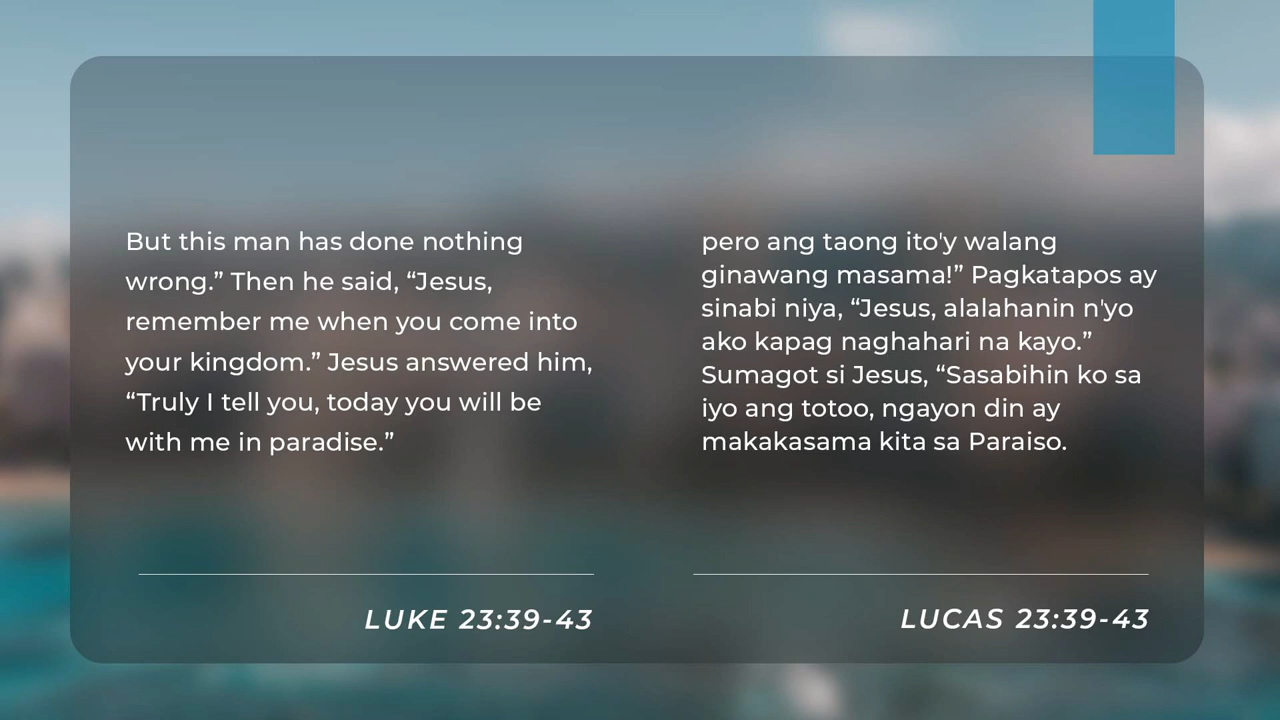 But this man has done nothing
wrong.” Then he said, “Jesus,
remember me when you come into
your kingdom.” Jesus answered him,
“Truly I tell you, today you will be
with me in paradise.”
LUKE 23:39-43
pero ang taong ito'y walang
ginawang masama!” Pagkatapos ay
sinabi niya, “Jesus, alalahanin n'yo
ako kapag naghahari na kayo.”
Sumagot si Jesus, “Sasabihin ko sa
iyo ang totoo, ngayon din ay
makakasama kita sa Paraiso.
LUCAS 23:39-43